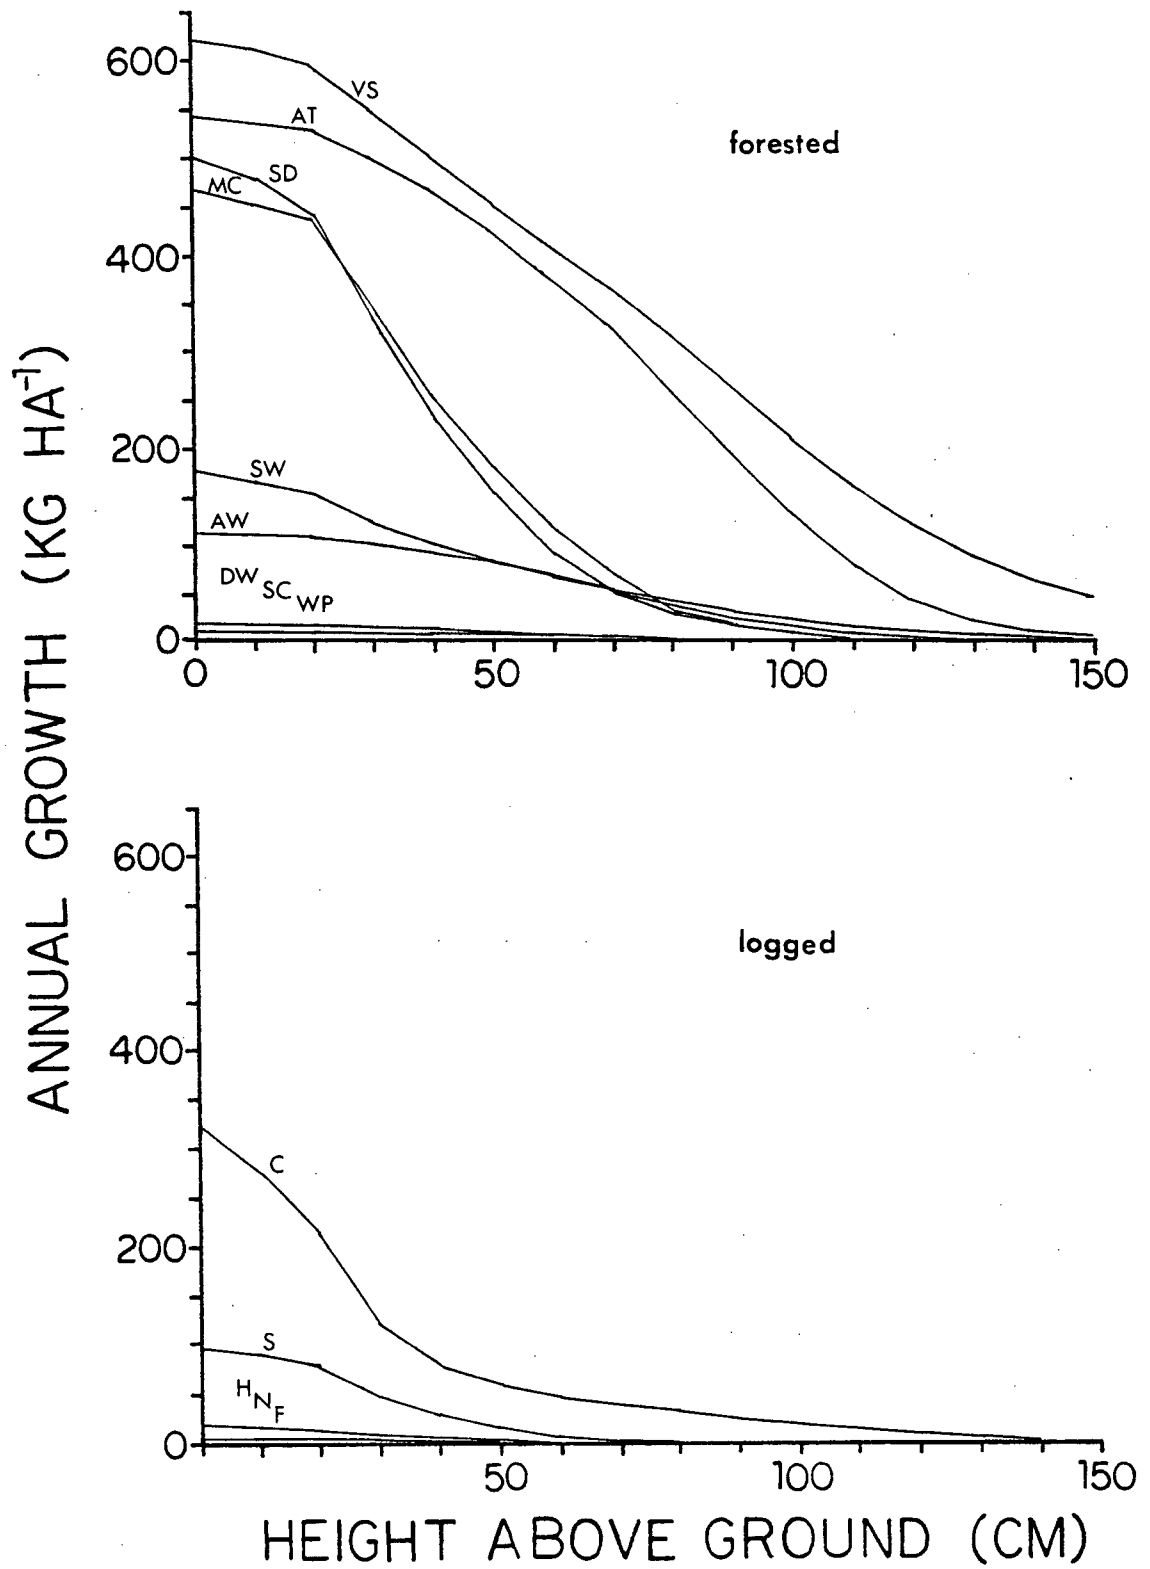 ANNUAL GROWTH (KG HA⁻¹)
forested
600
400
200
0
VS
AT
SD
MC
SW
AW
DW
SC
WP
0 50 100 150
logged
600
400
200
0
C
S
H
N
F
50 100 150
HEIGHT ABOVE GROUND (CM)